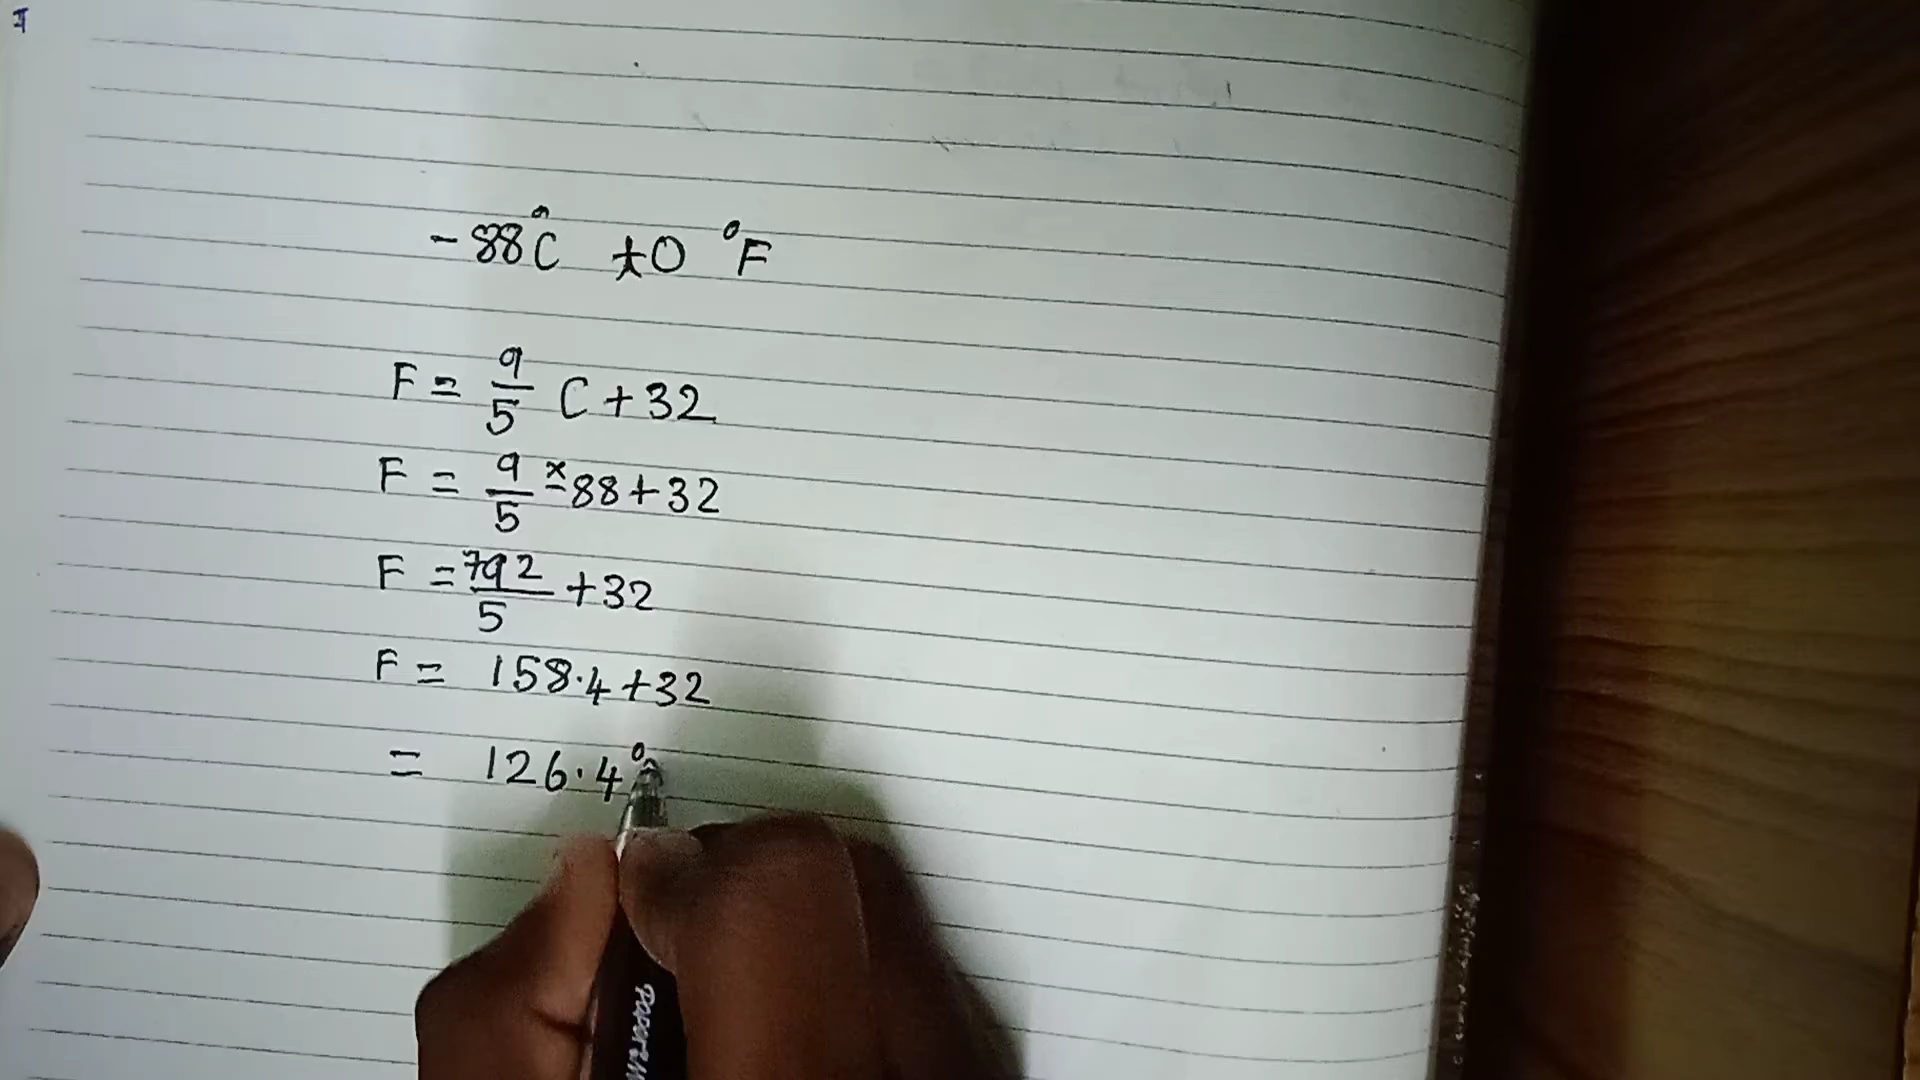 -88°C to °F
F = 9/5 C + 32
F = 9/5 × -88 + 32
F = 792/5 + 32
F = 158.4 + 32
= 126.4°